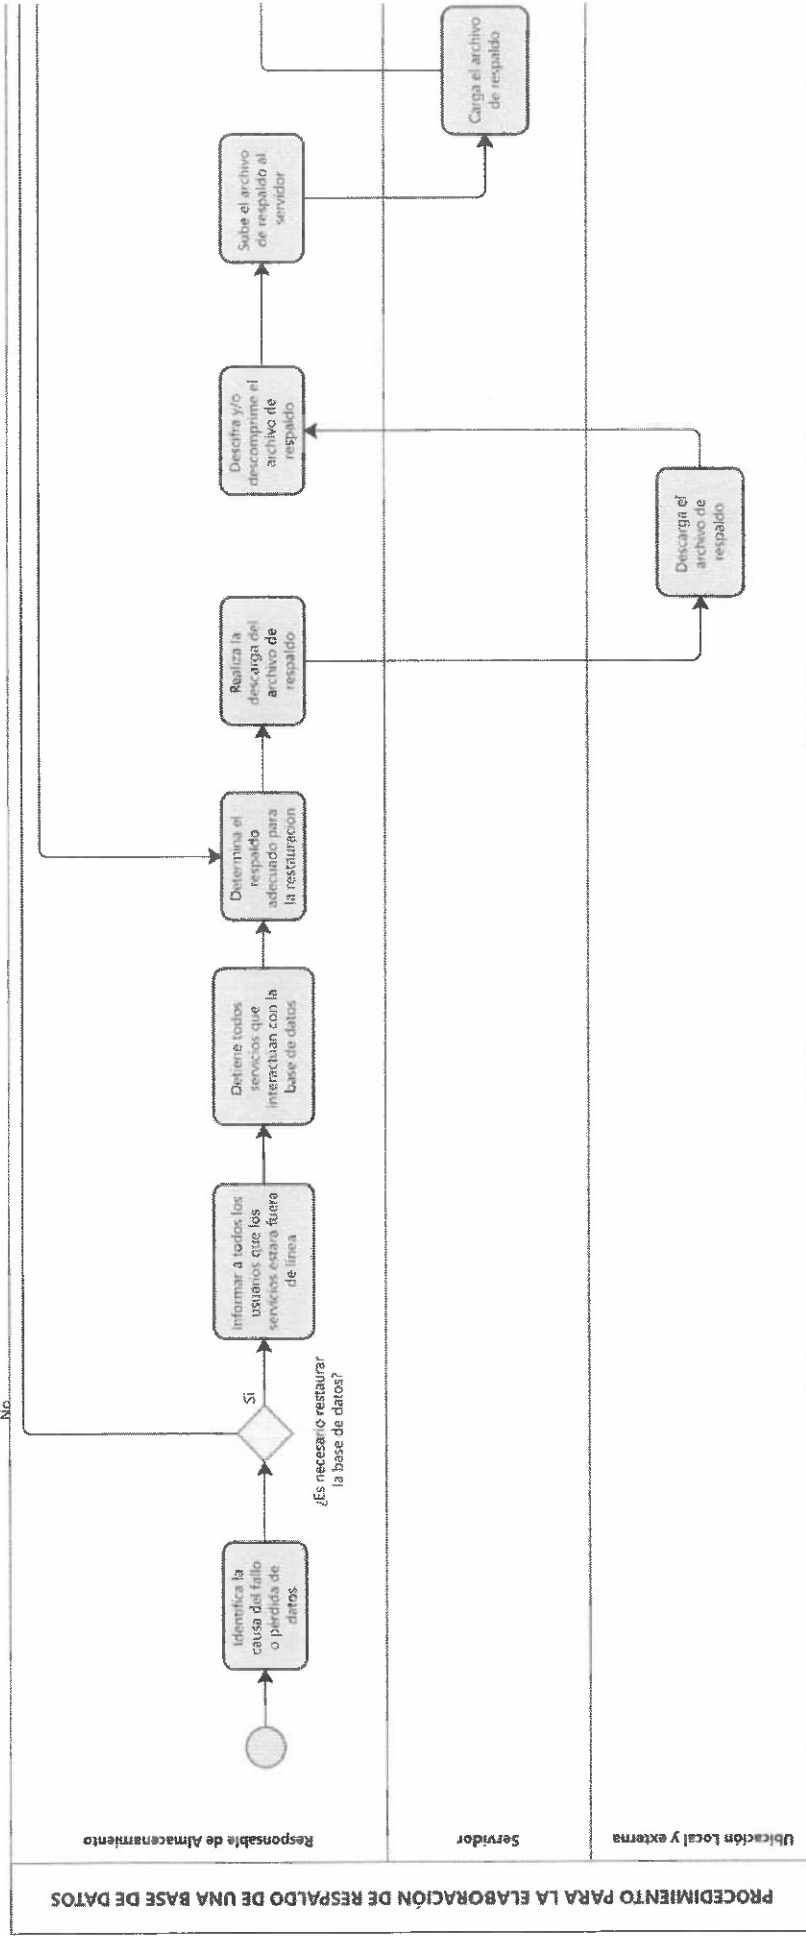 PROCEDIMIENTO PARA LA ELABORACIÓN DE RESPALDO DE UNA BASE DE DATOS
Responsable de Almacenamiento
Servidor
Ubicación Local y externa
Identifica la
causa del fallo
o pérdida de
datos
¿Es necesario restaurar
la base de datos?
Si
No
Informar a todos los
usuarios que los
servicios estara fuera
de línea
Detiene todos
servicios que
interactuan con la
base de datos
Determina el
respaldo
adecuado para
la restauración
Realiza la
descarga del
archivo de
respaldo
Descarga el
archivo de
respaldo
Descifra y/o
descomprime el
archivo de
respaldo
Sube el archivo
de respaldo al
servidor
Carga el archivo
de respaldo